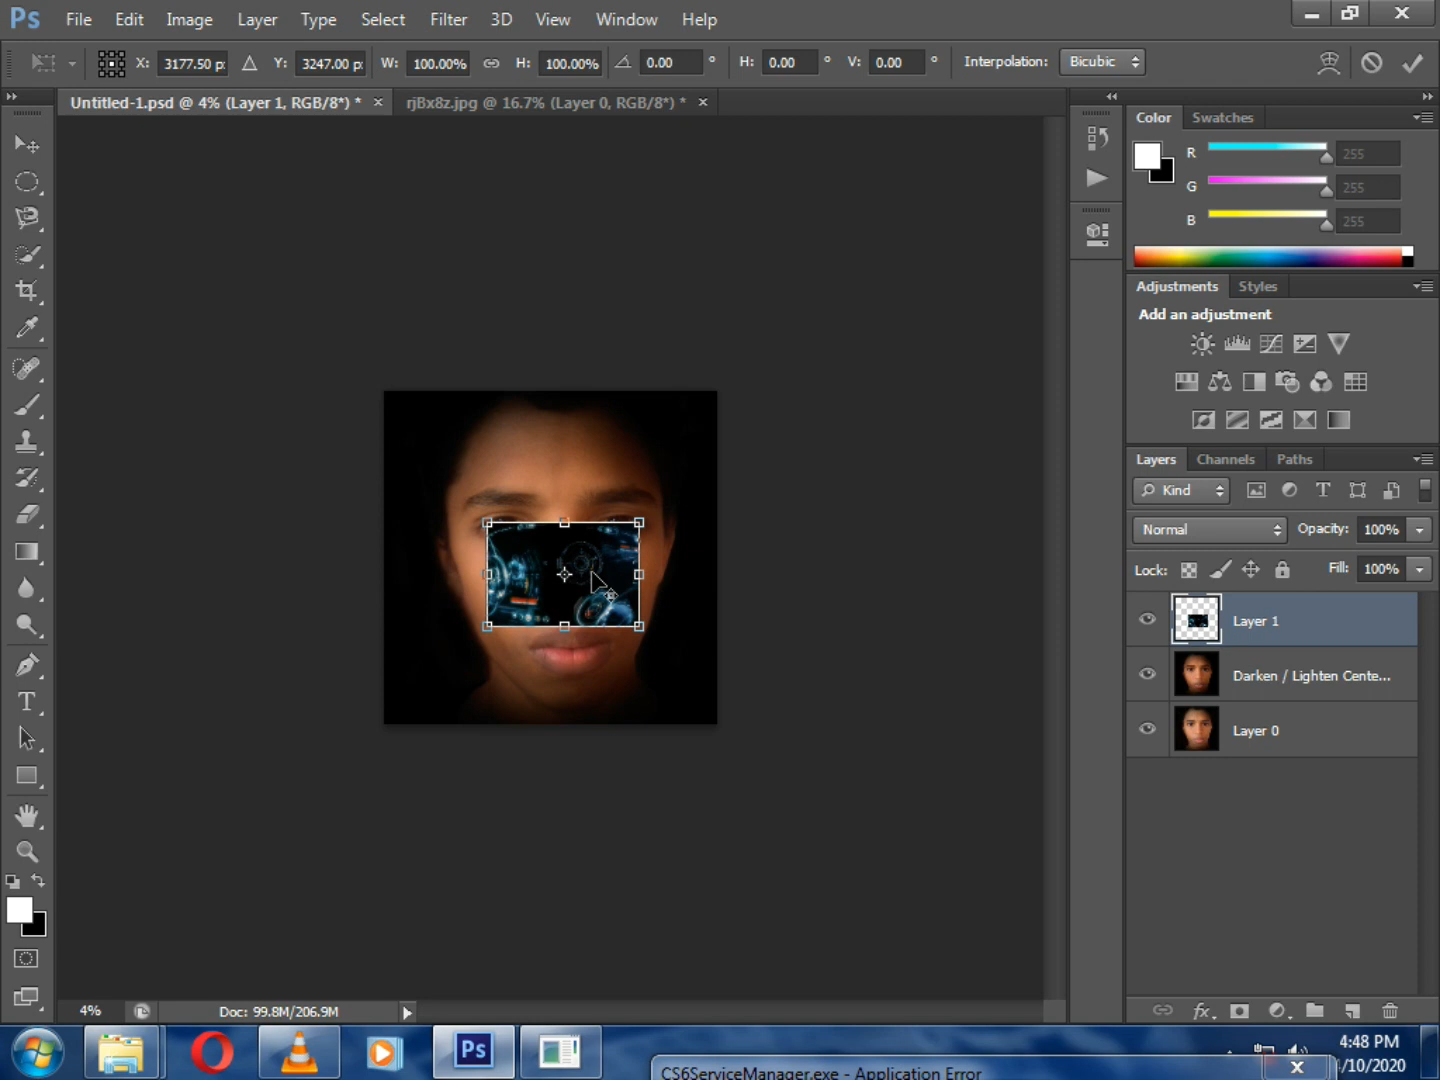 Ps File Edit Image Layer Type Select Filter 3D View Window Help
X: 3177.50 p Y: 3247.00 p W: 100.00% H: 100.00% 0.00 ° H: 0.00 ° V: 0.00 ° Interpolation: Bicubic
Untitled-1.psd @ 4% (Layer 1, RGB/8*) * × rjBx8z.jpg @ 16.7% (Layer 0, RGB/8*) * ×
Color Swatches
R 255
G 255
B 255
Adjustments Styles
Add an adjustment
Layers Channels Paths
Kind
Normal Opacity: 100%
Lock: Fill: 100%
Layer 1
Darken / Lighten Cente...
Layer 0
4% Doc: 99.8M/206.9M
Ps
4:48 PM
/10/2020
CS6ServiceManager.exe - Application Error